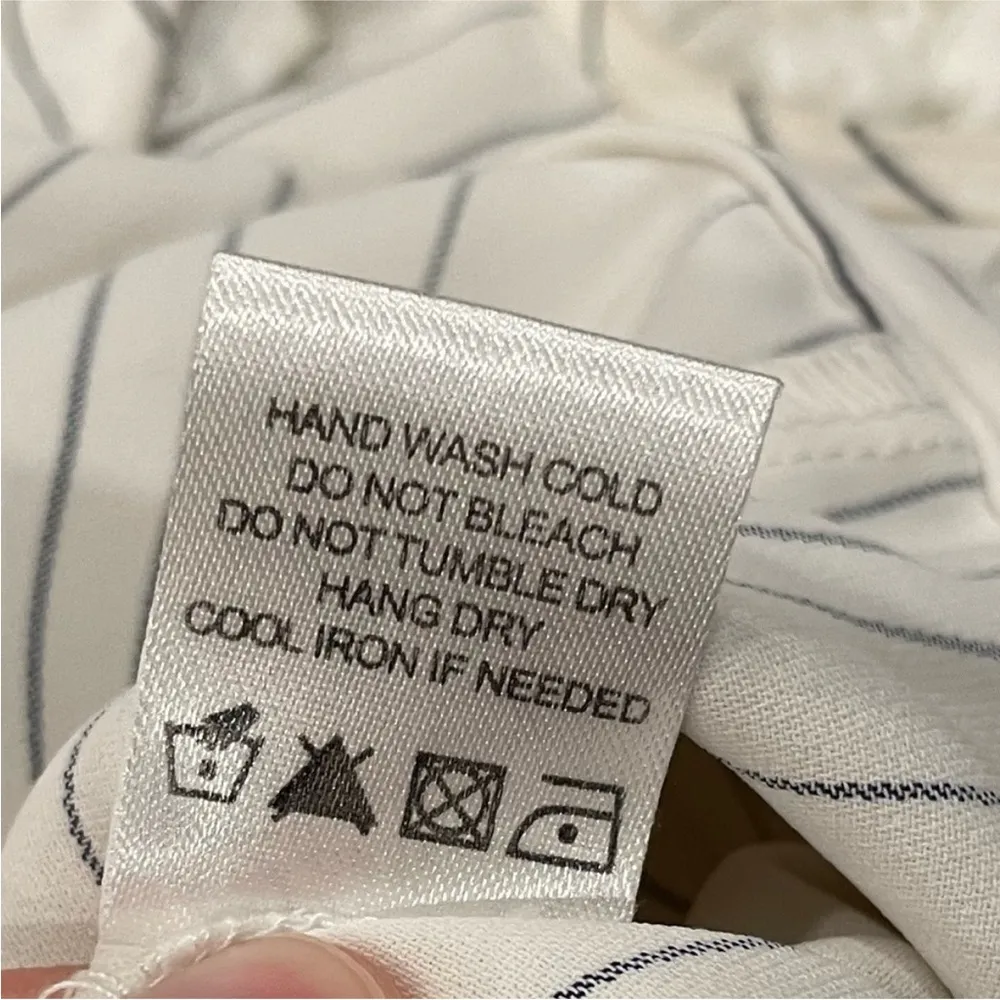 HAND WASH COLD
DO NOT BLEACH
DO NOT TUMBLE DRY
HANG DRY
COOL IRON IF NEEDED